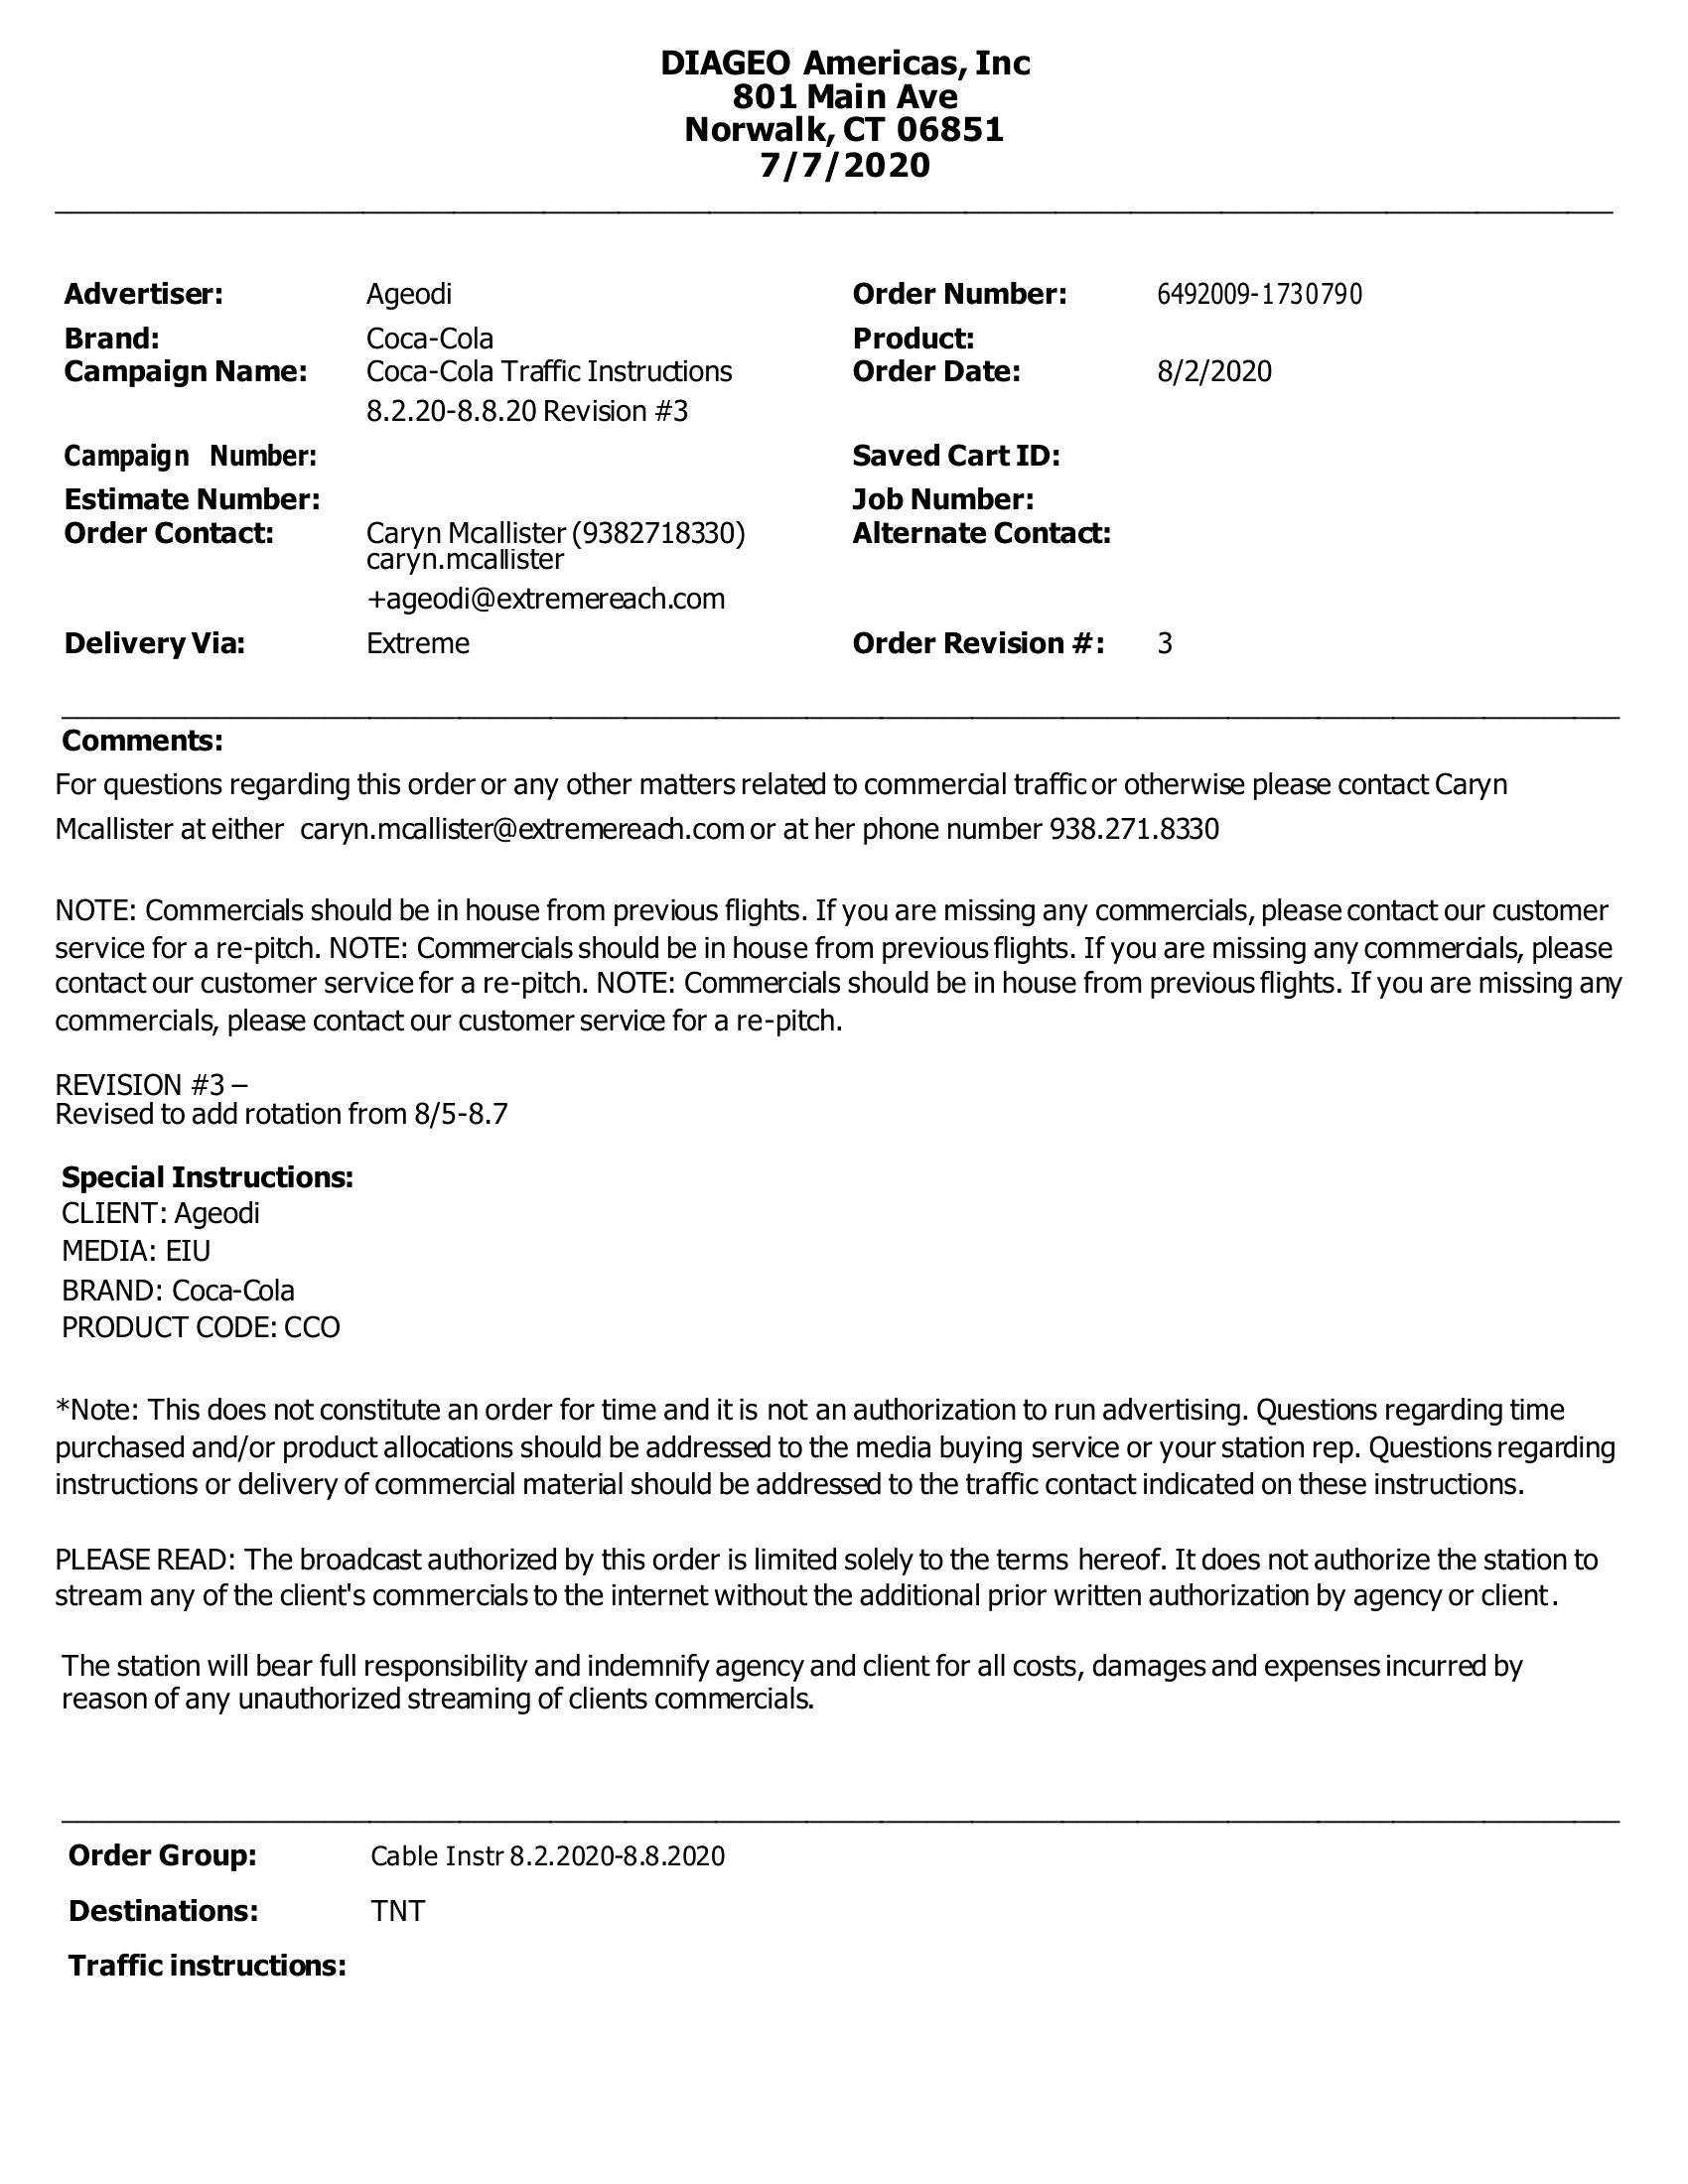 DIAGEO Americas, Inc
801 Main Ave
Norwalk, CT 06851
7/7/2020
Advertiser: Ageodi Order Number: 6492009-1730790
Brand: Coca-Cola Product:
Campaign Name: Coca-Cola Traffic Instructions Order Date: 8/2/2020
8.2.20-8.8.20 Revision #3
Campaign Number: Saved Cart ID:
Estimate Number: Job Number:
Order Contact: Caryn Mcallister (9382718330) Alternate Contact:
caryn.mcallister
+ageodi@extremereach.com
Delivery Via: Extreme Order Revision #: 3
Comments:
For questions regarding this order or any other matters related to commercial traffic or otherwise please contact Caryn
Mcallister at either caryn.mcallister@extremereach.com or at her phone number 938.271.8330
NOTE: Commercials should be in house from previous flights. If you are missing any commercials, please contact our customer
service for a re-pitch. NOTE: Commercials should be in house from previous flights. If you are missing any commercials, please
contact our customer service for a re-pitch. NOTE: Commercials should be in house from previous flights. If you are missing any
commercials, please contact our customer service for a re-pitch.
REVISION #3 –
Revised to add rotation from 8/5-8.7
Special Instructions:
CLIENT: Ageodi
MEDIA: EIU
BRAND: Coca-Cola
PRODUCT CODE: CCO
*Note: This does not constitute an order for time and it is not an authorization to run advertising. Questions regarding time
purchased and/or product allocations should be addressed to the media buying service or your station rep. Questions regarding
instructions or delivery of commercial material should be addressed to the traffic contact indicated on these instructions.
PLEASE READ: The broadcast authorized by this order is limited solely to the terms hereof. It does not authorize the station to
stream any of the client's commercials to the internet without the additional prior written authorization by agency or client.
The station will bear full responsibility and indemnify agency and client for all costs, damages and expenses incurred by
reason of any unauthorized streaming of clients commercials.
Order Group: Cable Instr 8.2.2020-8.8.2020
Destinations: TNT
Traffic instructions: